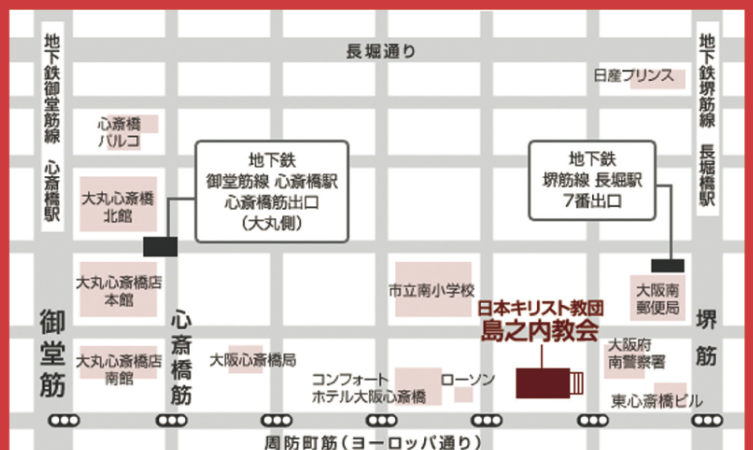 長堀通り
地下鉄御堂筋線 心斎橋駅
地下鉄堺筋線 長堀橋駅
日産プリンス
心斎橋
パルコ
地下鉄
御堂筋線 心斎橋駅
心斎橋筋出口
(大丸側)
地下鉄
堺筋線 長堀駅
7番出口
大丸心斎橋
北館
大丸心斎橋店
本館
市立南小学校
大阪南
郵便局
日本キリスト教団
島之内教会
御堂筋
心斎橋筋
堺筋
大丸心斎橋店
南館
大阪心斎橋局
大阪府
南警察署
コンフォート
ホテル大阪心斎橋
ローソン
東心斎橋ビル
周防町筋(ヨーロッパ通り)